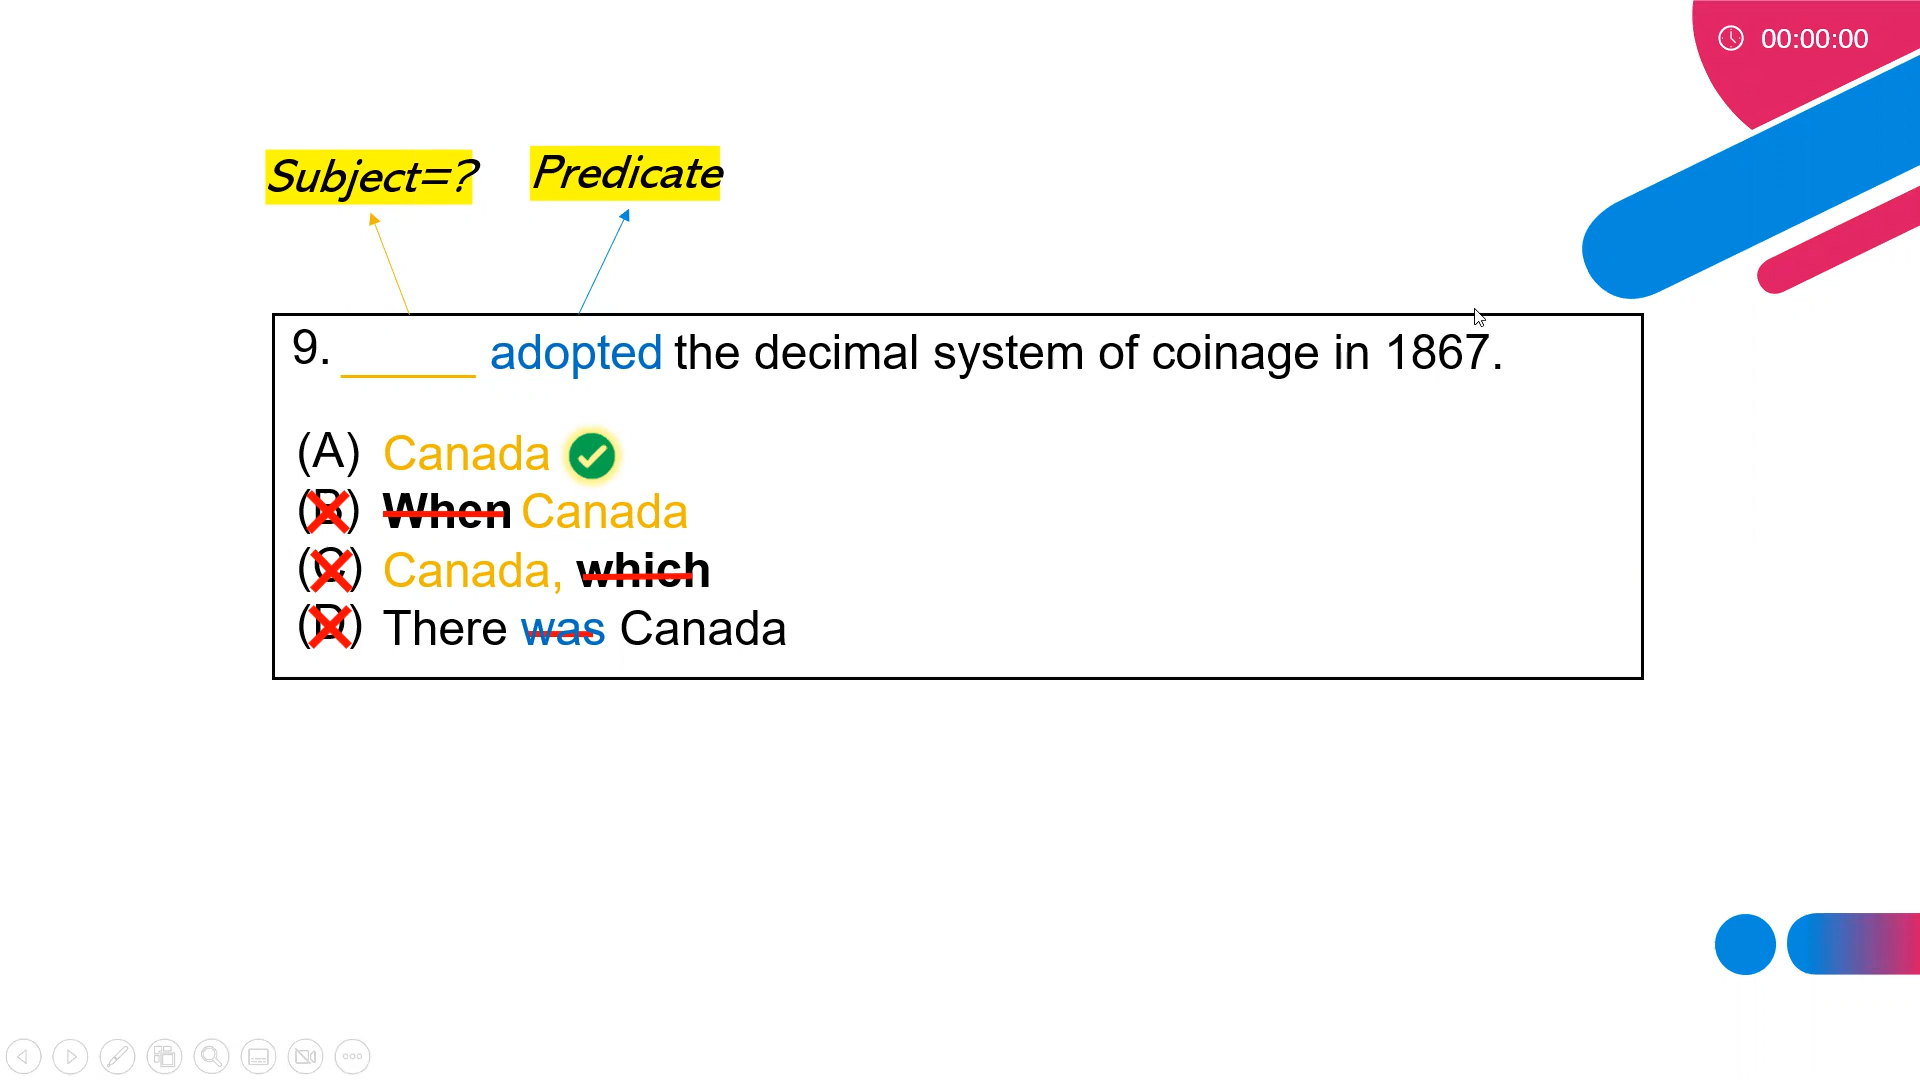 00:00:00
Subject=? Predicate
9. ______ adopted the decimal system of coinage in 1867.
(A) Canada
(B) When Canada
(C) Canada, which
(D) There was Canada